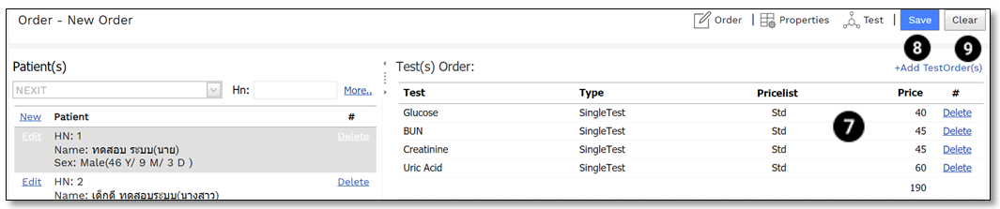 Order - New Order
Order | Properties Test | Save Clear
8 9
Patient(s)
NEXIT Hn: More..
New Patient #
Edit HN: 1 Delete
Name: ทดสอบ ระบบ(นาย)
Sex: Male(46 Y/ 9 M/ 3 D )
Edit HN: 2 Delete
Name: เด็กดี ทดสอบระบบ(นางสาว)
Test(s) Order:
+Add TestOrder(s)
Test Type Pricelist Price #
Glucose SingleTest Std 40 Delete
BUN SingleTest Std 45 Delete
7
Creatinine SingleTest Std 45 Delete
Uric Acid SingleTest Std 60 Delete
190